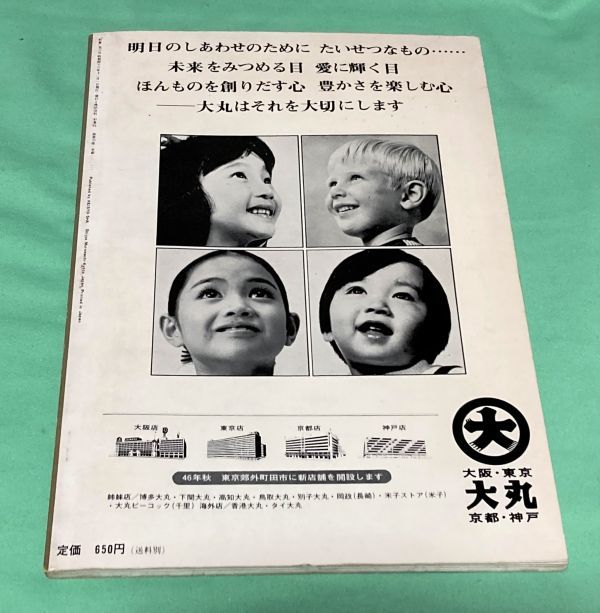 明日のしあわせのために たいせつなもの……
未来をみつめる目 愛に輝く目
ほんものを創りだす心 豊かさを楽しむ心
――大丸はそれを大切にします
大阪店 東京店 京都店 神戸店
46年秋 東京郊外町田市に新店舗を開設します
姉妹店/博多大丸・下関大丸・高知大丸・鳥取大丸・別子大丸・岡政(長崎)・米子ストア(米子)
・大丸ピーコック(千里) 海外店/香港大丸・タイ大丸
大
大阪・東京
大丸
京都・神戸
定価 650円 (送料別)
Printed in Japan